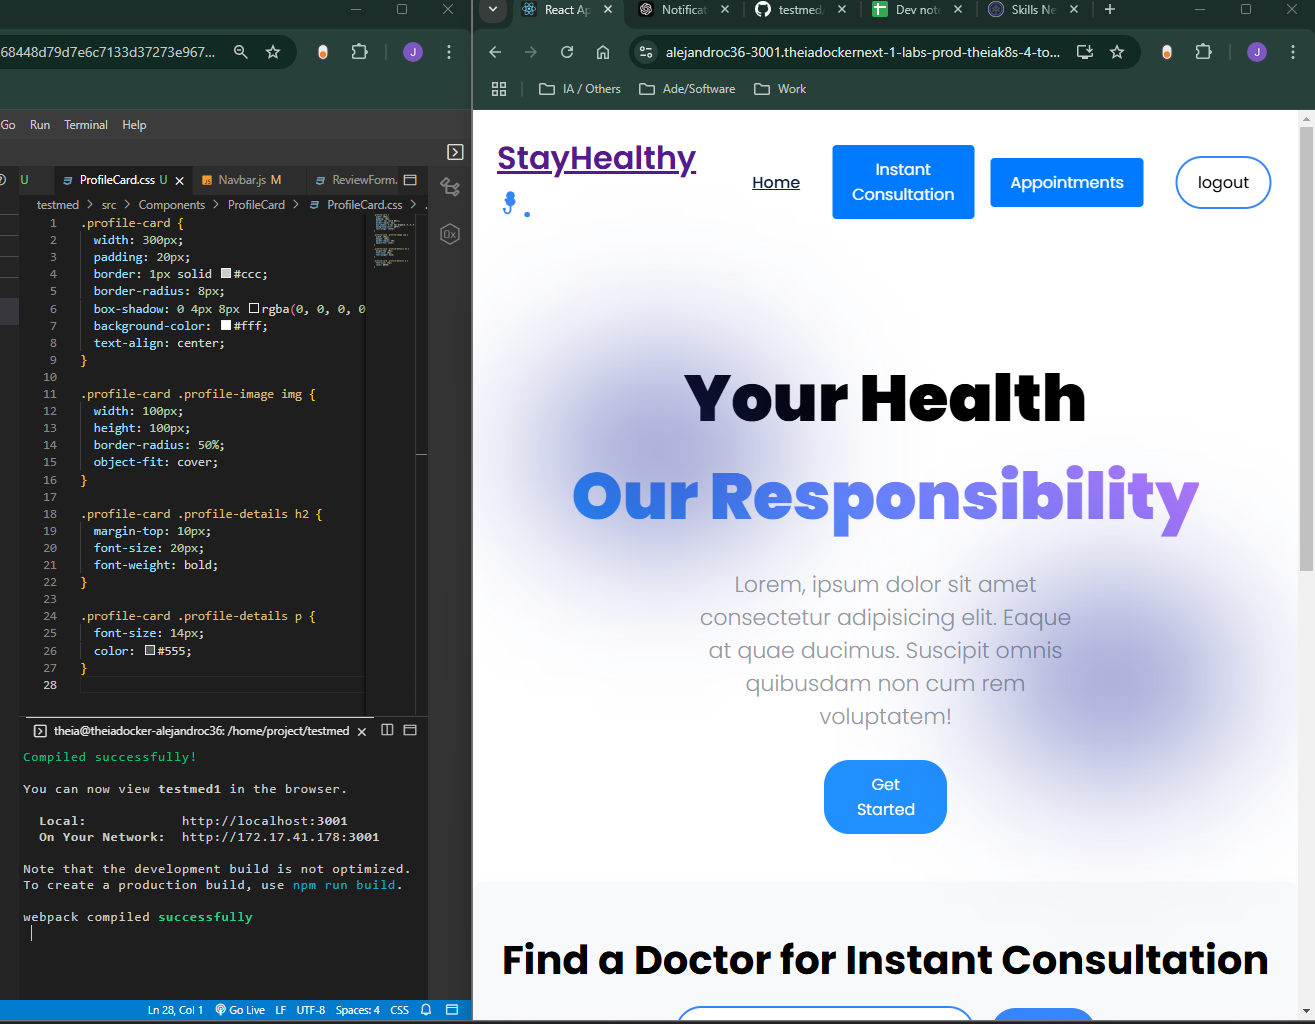 68448d79d7e6c7133d37273e967...
J
Go Run Terminal Help
U ProfileCard.css U Navbar.js M ReviewForm.
testmed > src > Components > ProfileCard > ProfileCard.css > .
1 .profile-card {
2 width: 300px;
3 padding: 20px;
4 border: 1px solid #ccc;
5 border-radius: 8px;
6 box-shadow: 0 4px 8px rgba(0, 0, 0, 0
7 background-color: #fff;
8 text-align: center;
9 }
10
11 .profile-card .profile-image img {
12 width: 100px;
13 height: 100px;
14 border-radius: 50%;
15 object-fit: cover;
16 }
17
18 .profile-card .profile-details h2 {
19 margin-top: 10px;
20 font-size: 20px;
21 font-weight: bold;
22 }
23
24 .profile-card .profile-details p {
25 font-size: 14px;
26 color: #555;
27 }
28
0x
theia@theiadocker-alejandroc36: /home/project/testmed
Compiled successfully!
You can now view testmed1 in the browser.
Local: http://localhost:3001
On Your Network: http://172.17.41.178:3001
Note that the development build is not optimized.
To create a production build, use npm run build.
webpack compiled successfully
Ln 28, Col 1 Go Live LF UTF-8 Spaces: 4 CSS
React Ap Notificat testmed Dev note Skills Ne
alejandroc36-3001.theiadockernext-1-labs-prod-theiak8s-4-to...
J
IA / Others Ade/Software Work
StayHealthy
.
Home
Instant
Consultation
Appointments
logout
Your Health
Our Responsibility
Lorem, ipsum dolor sit amet
consectetur adipisicing elit. Eaque
at quae ducimus. Suscipit omnis
quibusdam non cum rem
voluptatem!
Get
Started
Find a Doctor for Instant Consultation